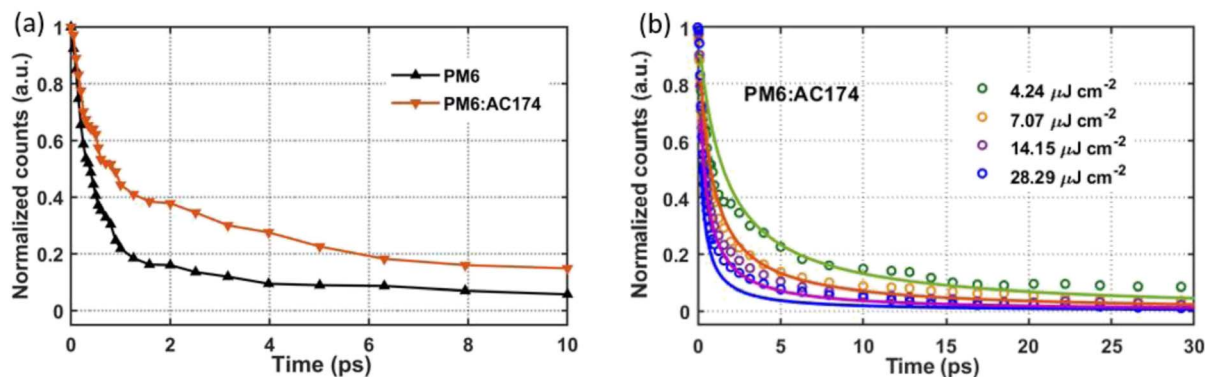 (a)
Normalized counts (a.u.)
1
0.8
0.6
0.4
0.2
0
PM6
PM6:AC174
0 2 4 6 8 10
Time (ps)
(b)
Normalized counts (a.u.)
1
0.8
0.6
0.4
0.2
0
PM6:AC174
4.24 μJ cm⁻²
7.07 μJ cm⁻²
14.15 μJ cm⁻²
28.29 μJ cm⁻²
0 5 10 15 20 25 30
Time (ps)